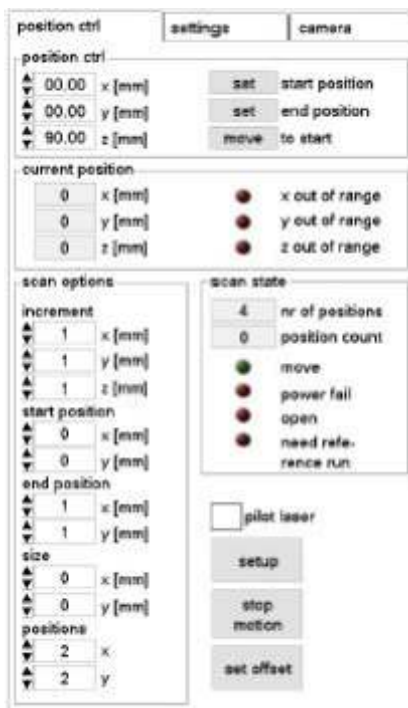 position ctrl settings camera
position ctrl
00.00 x [mm] set start position
00.00 y [mm] set end position
90.00 z [mm] move to start
current position
0 x [mm] x out of range
0 y [mm] y out of range
0 z [mm] z out of range
scan options
increment
1 x [mm]
1 y [mm]
1 z [mm]
start position
0 x [mm]
0 y [mm]
end position
1 x [mm]
1 y [mm]
size
0 x [mm]
0 y [mm]
positions
2 x
2 y
scan state
4 nr of positions
0 position count
move
power fail
open
need refe-
rence run
pilot laser
setup
stop
motion
set offset